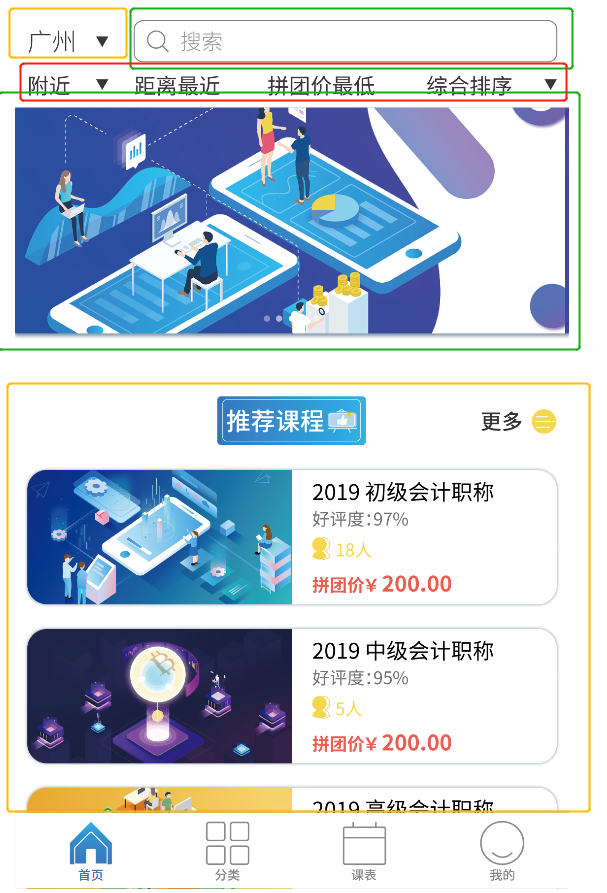 广州 ▼ 搜索
附近 ▼ 距离最近 拼团价最低 综合排序 ▼
推荐课程 更多
2019 初级会计职称
好评度:97%
18人
拼团价¥ 200.00
2019 中级会计职称
好评度:95%
5人
拼团价¥ 200.00
2019 高级会计职称
首页 分类 课表 我的